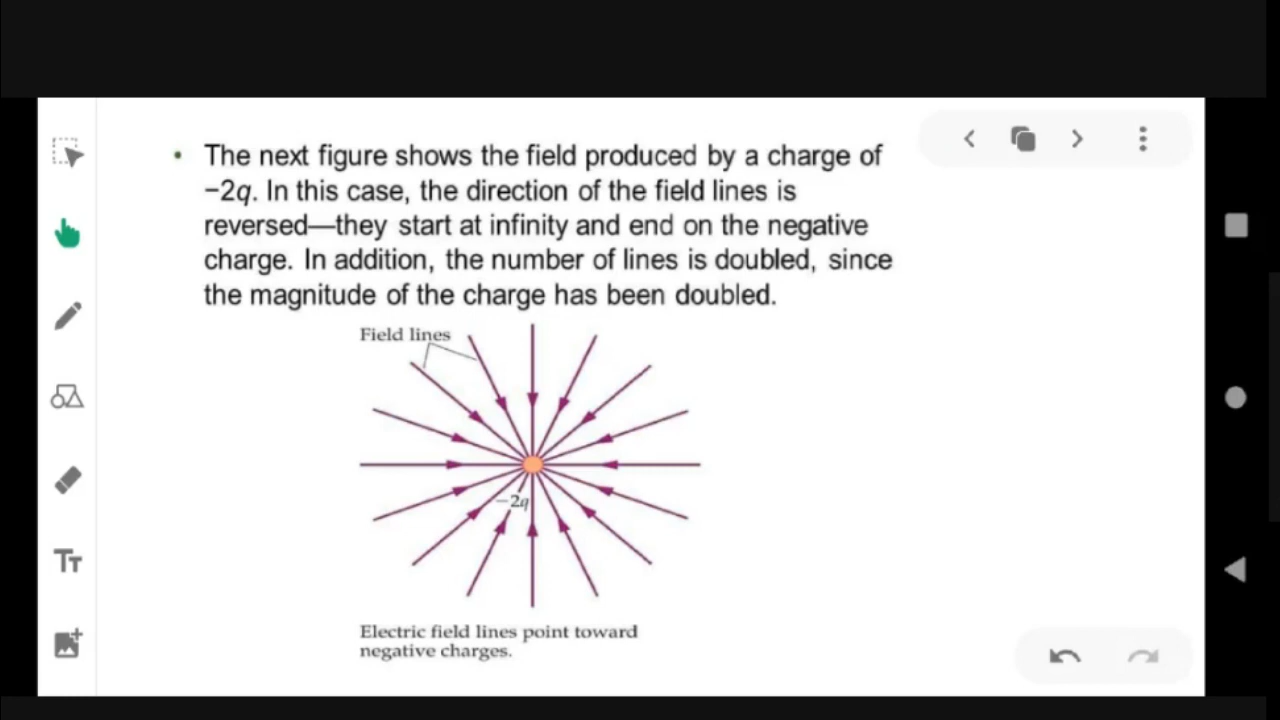 • The next figure shows the field produced by a charge of
−2q. In this case, the direction of the field lines is
reversed—they start at infinity and end on the negative
charge. In addition, the number of lines is doubled, since
the magnitude of the charge has been doubled.
Field lines
−2q
Electric field lines point toward
negative charges.
TT